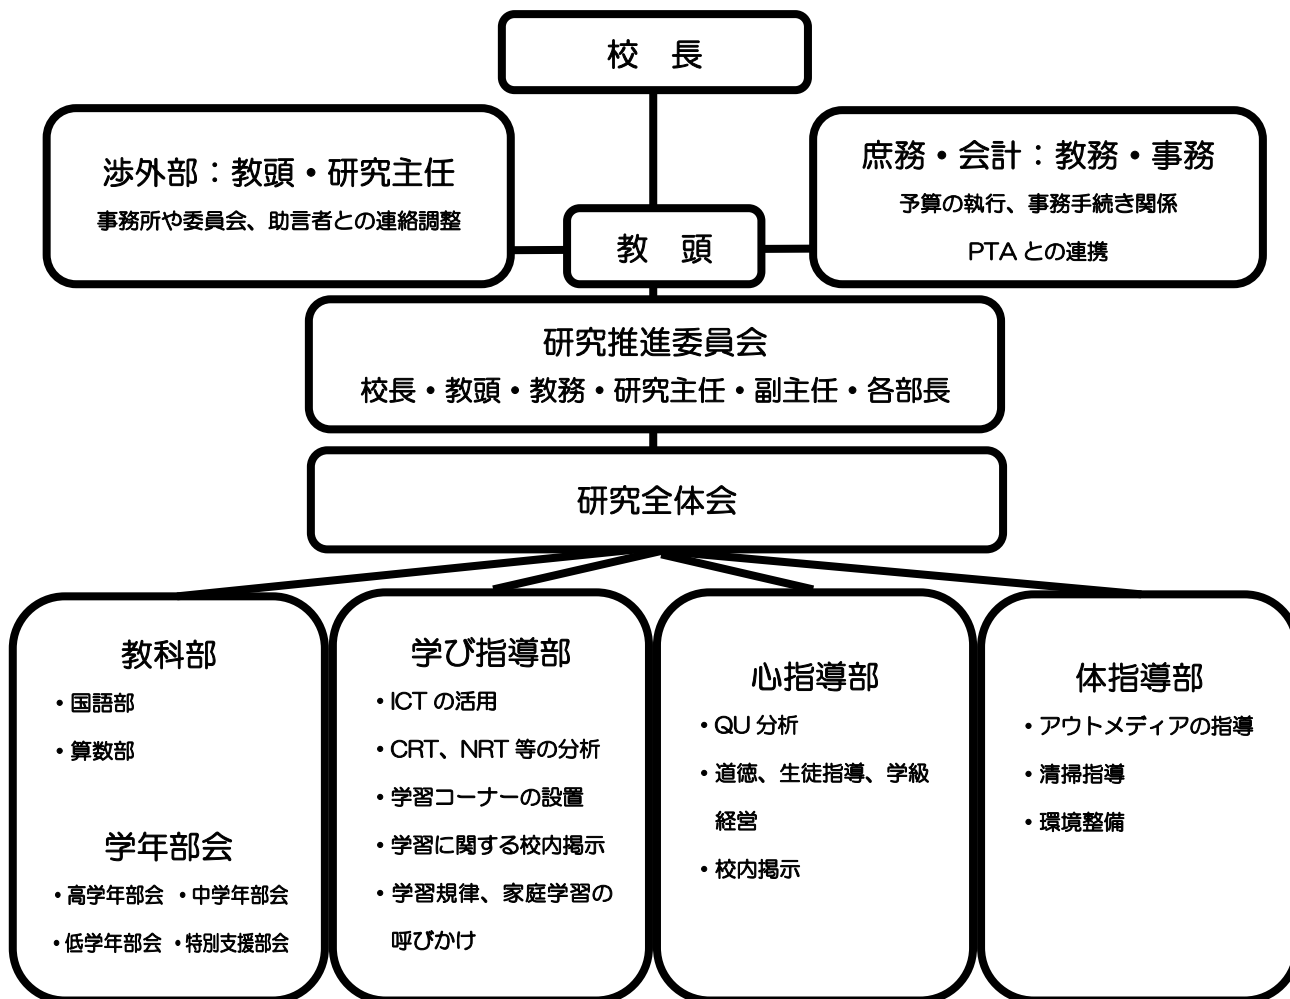 校　長
渉外部：教頭・研究主任
事務所や委員会、助言者との連絡調整
庶務・会計：教務・事務
予算の執行、事務手続き関係
PTA との連携
教　頭
研究推進委員会
校長・教頭・教務・研究主任・副主任・各部長
研究全体会
教科部
・国語部
・算数部
学年部会
・高学年部会 ・中学年部会
・低学年部会 ・特別支援部会
学び指導部
・ICT の活用
・CRT、NRT 等の分析
・学習コーナーの設置
・学習に関する校内掲示
・学習規律、家庭学習の
呼びかけ
心指導部
・QU 分析
・道徳、生徒指導、学級
経営
・校内掲示
体指導部
・アウトメディアの指導
・清掃指導
・環境整備